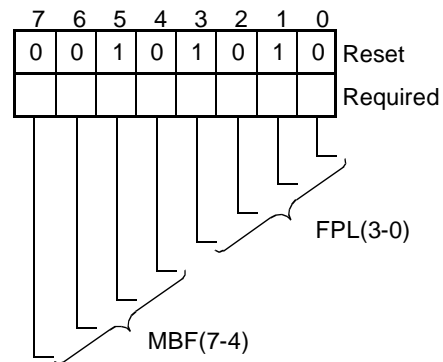 7 6 5 4 3 2 1 0
0 0 1 0 1 0 1 0 Reset
Required
FPL(3-0)
MBF(7-4)